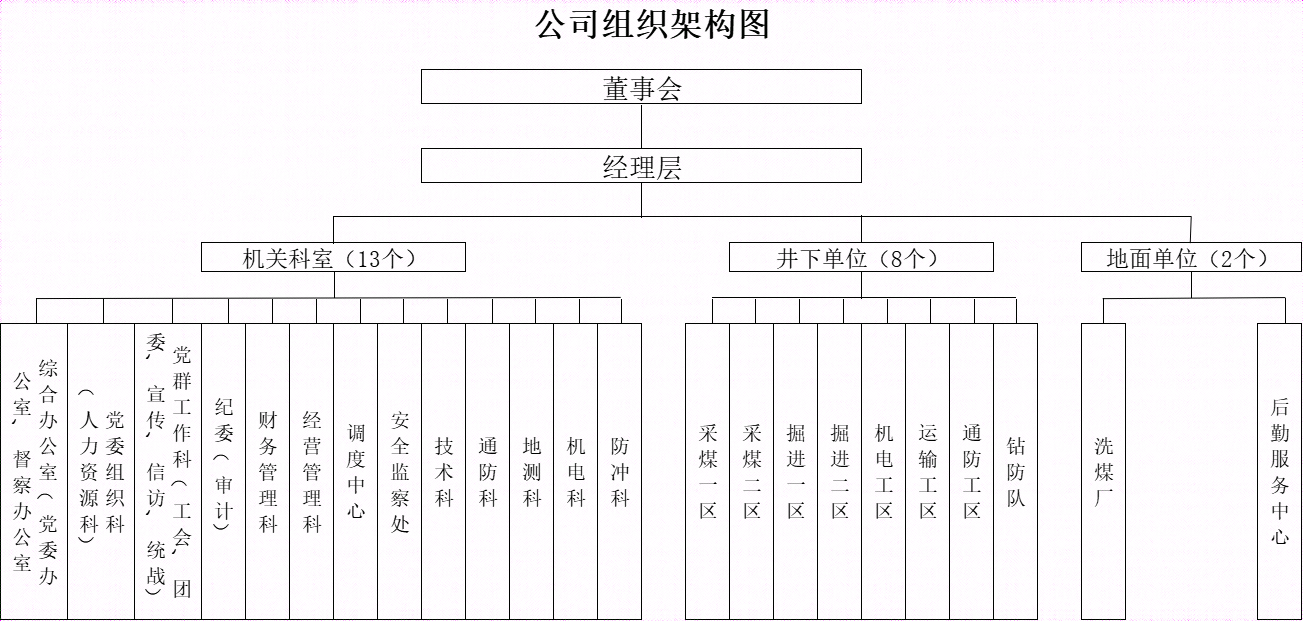 公司组织架构图
董事会
经理层
机关科室（13个）
井下单位（8个）
地面单位（2个）
综合办公室（党委办
公室、督察办公室
党委组织科
（人力资源科）
党群工作科（工会、团
委、宣传、信访、统战）
纪委（审计）
财务管理科
经营管理科
调度中心
安全监察处
技术科
通防科
地测科
机电科
防冲科
采煤一区
采煤二区
掘进一区
掘进二区
机电工区
运输工区
通防工区
钻防队
洗煤厂
后勤服务中心